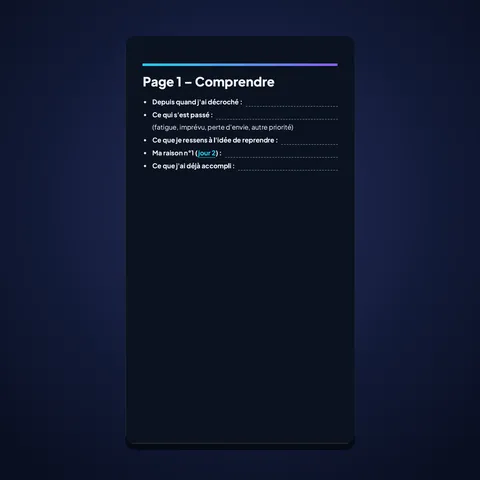 Page 1 – Comprendre
• Depuis quand j'ai décroché :
• Ce qui s'est passé :
(fatigue, imprévu, perte d'envie, autre priorité)
• Ce que je ressens à l'idée de reprendre :
• Ma raison n°1 (jour 2) :
• Ce que j'ai déjà accompli :